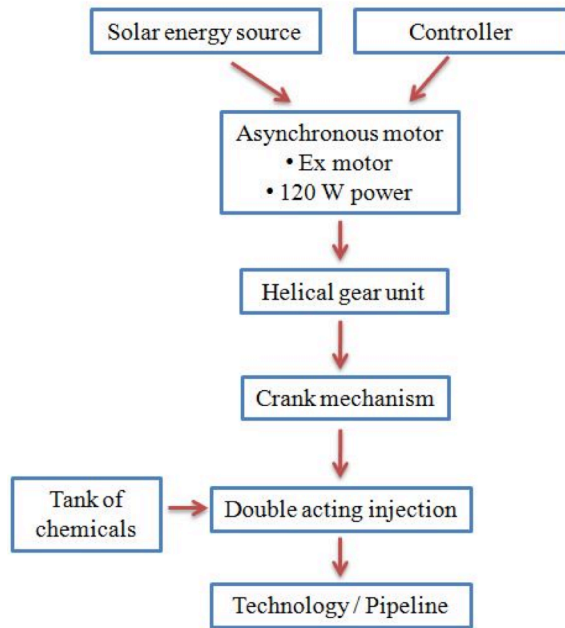 Solar energy source
Controller
Asynchronous motor
• Ex motor
• 120 W power
Helical gear unit
Crank mechanism
Tank of
chemicals
Double acting injection
Technology / Pipeline